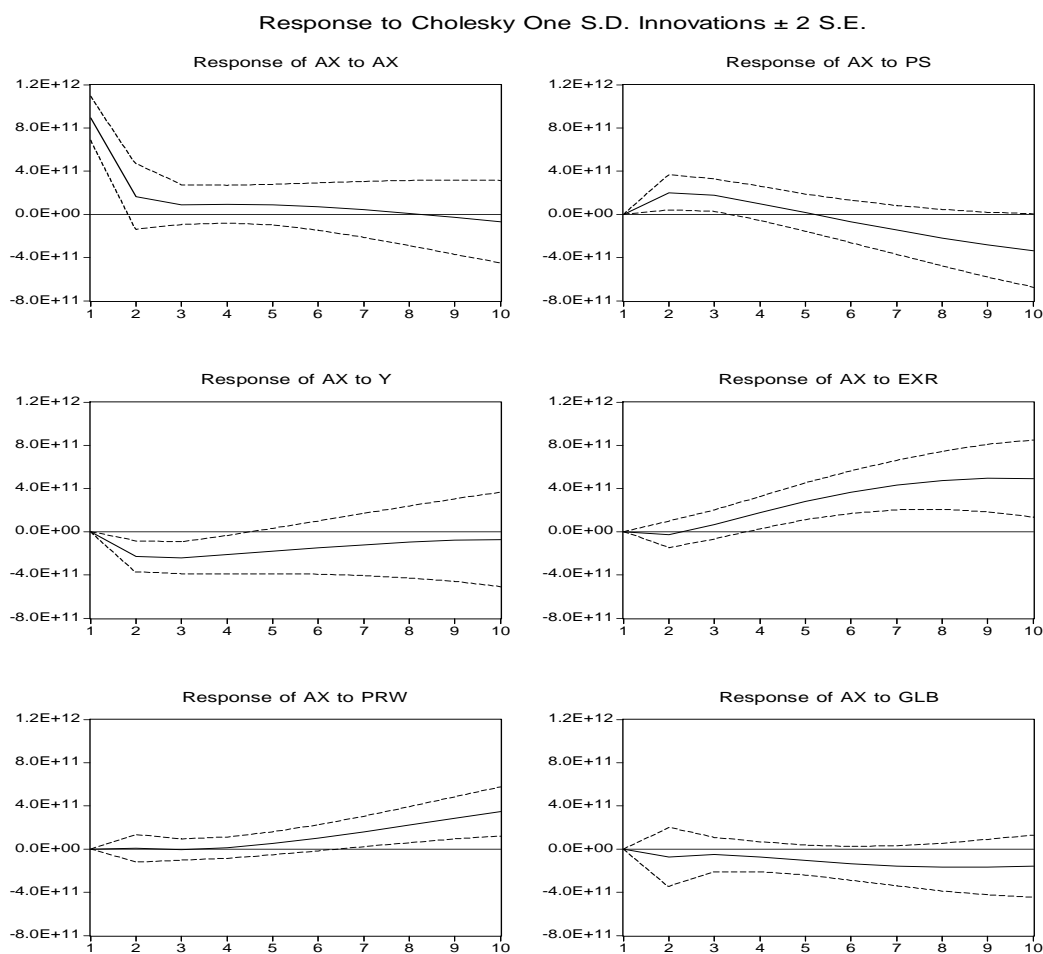 Response to Cholesky One S.D. Innovations ± 2 S.E.
Response of AX to AX
1.2E+12
8.0E+11
4.0E+11
0.0E+00
-4.0E+11
-8.0E+11
1 2 3 4 5 6 7 8 9 10
Response of AX to PS
1.2E+12
8.0E+11
4.0E+11
0.0E+00
-4.0E+11
-8.0E+11
1 2 3 4 5 6 7 8 9 10
Response of AX to Y
1.2E+12
8.0E+11
4.0E+11
0.0E+00
-4.0E+11
-8.0E+11
1 2 3 4 5 6 7 8 9 10
Response of AX to EXR
1.2E+12
8.0E+11
4.0E+11
0.0E+00
-4.0E+11
-8.0E+11
1 2 3 4 5 6 7 8 9 10
Response of AX to PRW
1.2E+12
8.0E+11
4.0E+11
0.0E+00
-4.0E+11
-8.0E+11
1 2 3 4 5 6 7 8 9 10
Response of AX to GLB
1.2E+12
8.0E+11
4.0E+11
0.0E+00
-4.0E+11
-8.0E+11
1 2 3 4 5 6 7 8 9 10